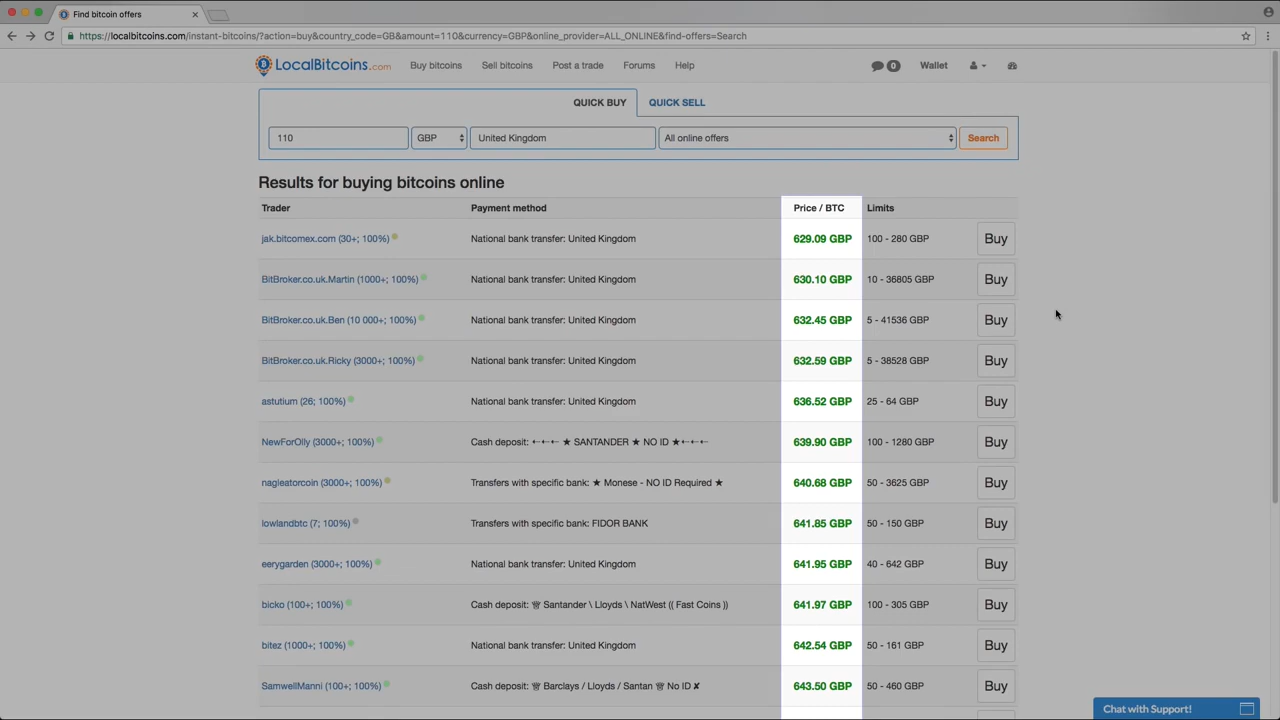 Find bitcoin offers
https://localbitcoins.com/instant-bitcoins/?action=buy&country_code=GB&amount=110&currency=GBP&online_provider=ALL_ONLINE&find-offers=Search
LocalBitcoins.com Buy bitcoins Sell bitcoins Post a trade Forums Help 0 Wallet
QUICK BUY QUICK SELL
110 GBP United Kingdom All online offers Search
Results for buying bitcoins online
Trader Payment method Price / BTC Limits
jak.bitcomex.com (30+; 100%) National bank transfer: United Kingdom 629.09 GBP 100 - 280 GBP Buy
BitBroker.co.uk.Martin (1000+; 100%) National bank transfer: United Kingdom 630.10 GBP 10 - 36805 GBP Buy
BitBroker.co.uk.Ben (10 000+; 100%) National bank transfer: United Kingdom 632.45 GBP 5 - 41536 GBP Buy
BitBroker.co.uk.Ricky (3000+; 100%) National bank transfer: United Kingdom 632.59 GBP 5 - 38528 GBP Buy
astutium (26; 100%) National bank transfer: United Kingdom 636.52 GBP 25 - 64 GBP Buy
NewForOlly (3000+; 100%) Cash deposit: ⇠⇠⇠ ★ SANTANDER ★ NO ID ★⇠⇠⇠ 639.90 GBP 100 - 1280 GBP Buy
nagieatorcoin (3000+; 100%) Transfers with specific bank: ★ Monese - NO ID Required ★ 640.68 GBP 50 - 3625 GBP Buy
lowlandbtc (7; 100%) Transfers with specific bank: FIDOR BANK 641.85 GBP 50 - 150 GBP Buy
eerygarden (3000+; 100%) National bank transfer: United Kingdom 641.95 GBP 40 - 642 GBP Buy
bicko (100+; 100%) Cash deposit: ♕ Santander \ Lloyds \ NatWest (( Fast Coins )) 641.97 GBP 100 - 305 GBP Buy
bitez (1000+; 100%) National bank transfer: United Kingdom 642.54 GBP 50 - 161 GBP Buy
SamwellManni (100+; 100%) Cash deposit: ♕ Barclays / Lloyds / Santan ♕ No ID ✘ 643.50 GBP 50 - 460 GBP Buy
Chat with Support!